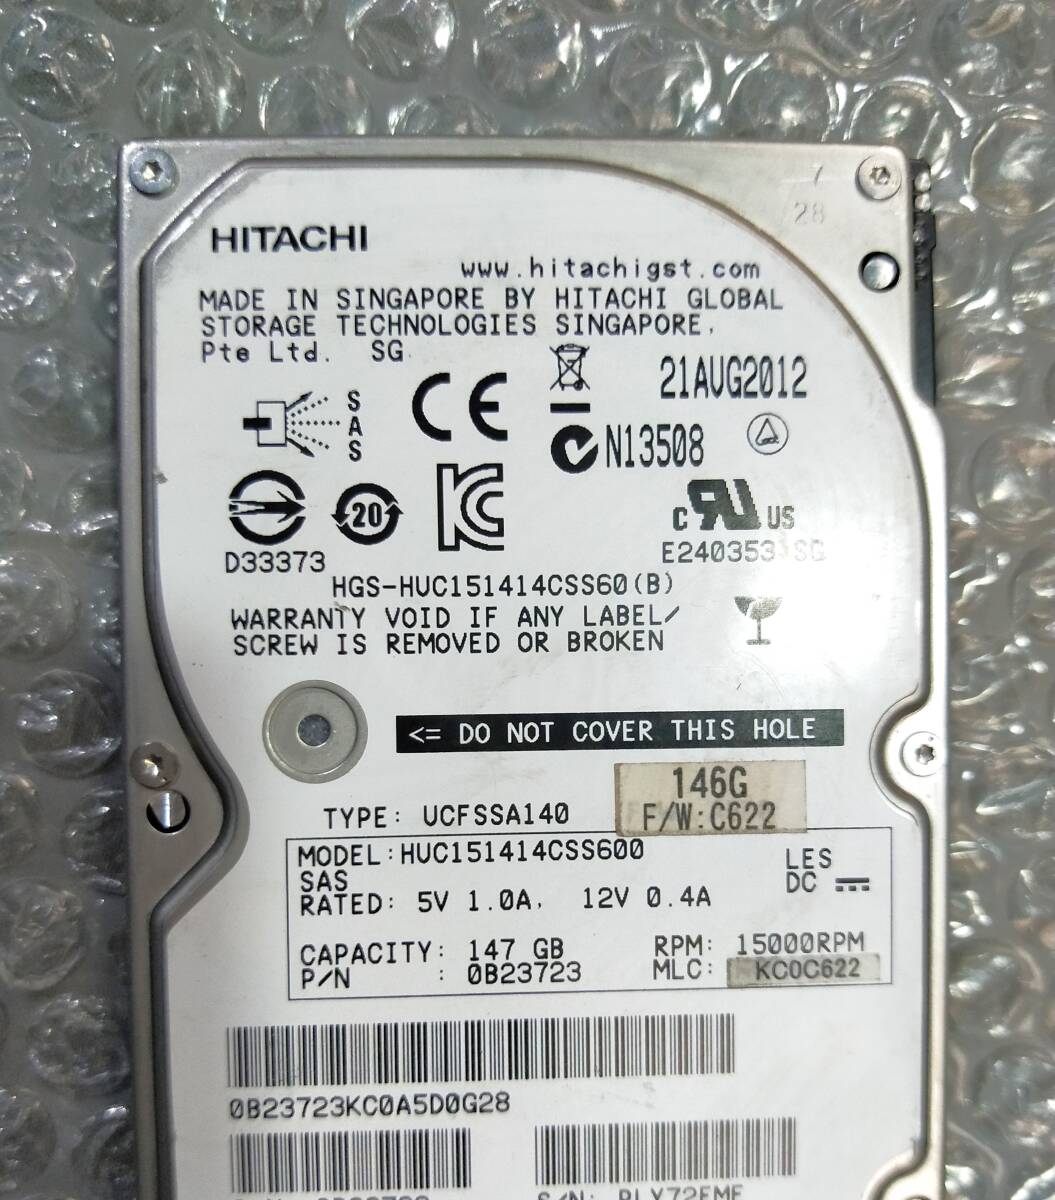 7
28
HITACHI
www.hitachigst.com
MADE IN SINGAPORE BY HITACHI GLOBAL
STORAGE TECHNOLOGIES SINGAPORE.
Pte Ltd. SG
21AUG2012
SAS
CE
N13508
20
KC
D33373
c RU US
E240353 SG
HGS-HUC151414CSS60(B)
WARRANTY VOID IF ANY LABEL/
SCREW IS REMOVED OR BROKEN
<= DO NOT COVER THIS HOLE
146G
F/W:C622
TYPE: UCFSSA140
MODEL:HUC151414CSS600
LES
SAS
DC
RATED: 5V 1.0A, 12V 0.4A
CAPACITY: 147 GB RPM: 15000RPM
P/N : 0B23723 MLC: KC0C622
0B23723KC0A5D0G28
S/N: